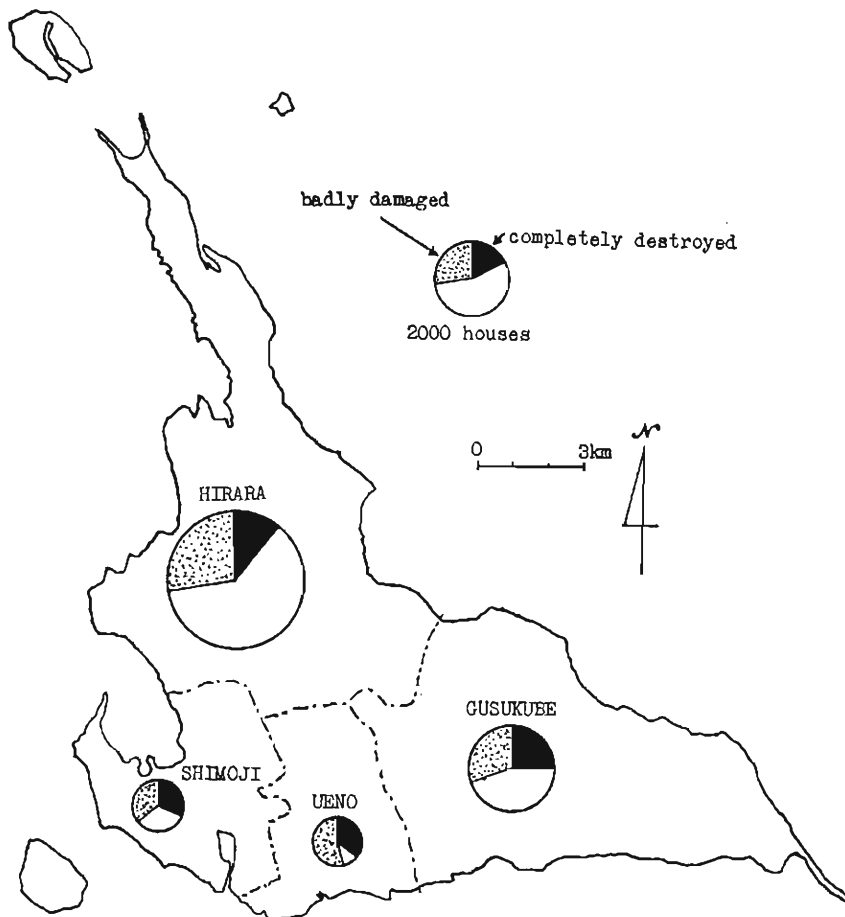 badly damaged
completely destroyed
2000 houses
0 3km
N
HIRARA
GUSUKUBE
SHIMOJI
UENO